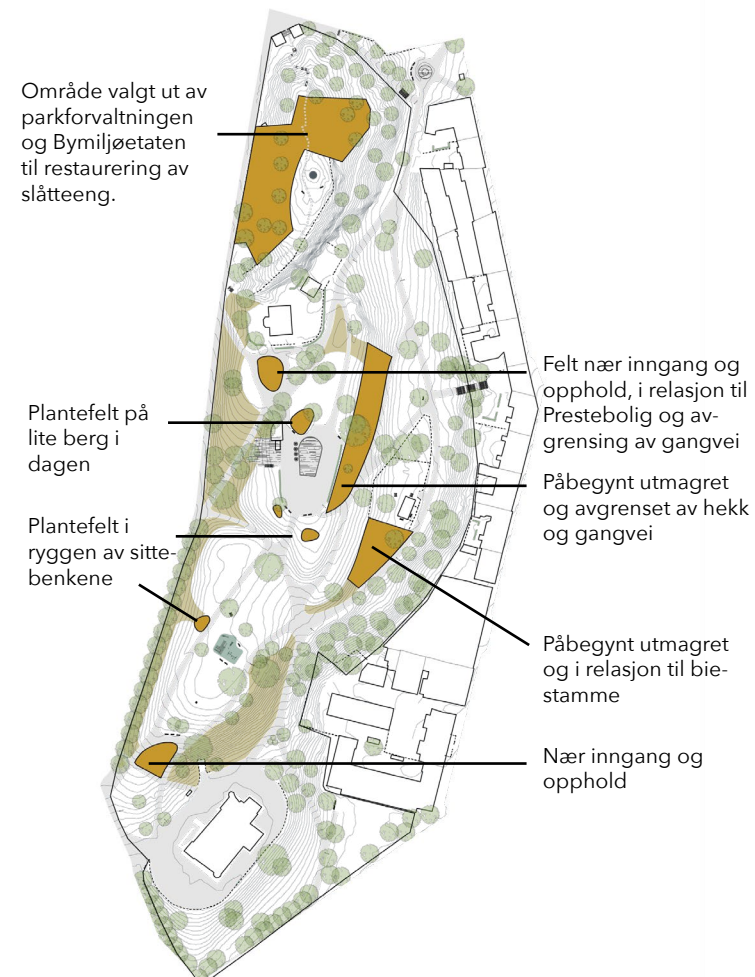 Område valgt ut av
parkforvaltningen
og Bymiljøetaten
til restaurering av
slåtteeng.
Plantefelt på
lite berg i
dagen
Plantefelt i
ryggen av sitte-
benkene
Felt nær inngang og
opphold, i relasjon til
Prestebolig og av-
grensing av gangvei
Påbegynt utmagret
og avgrenset av hekk
og gangvei
Påbegynt utmagret
og i relasjon til bie-
stamme
Nær inngang og
opphold